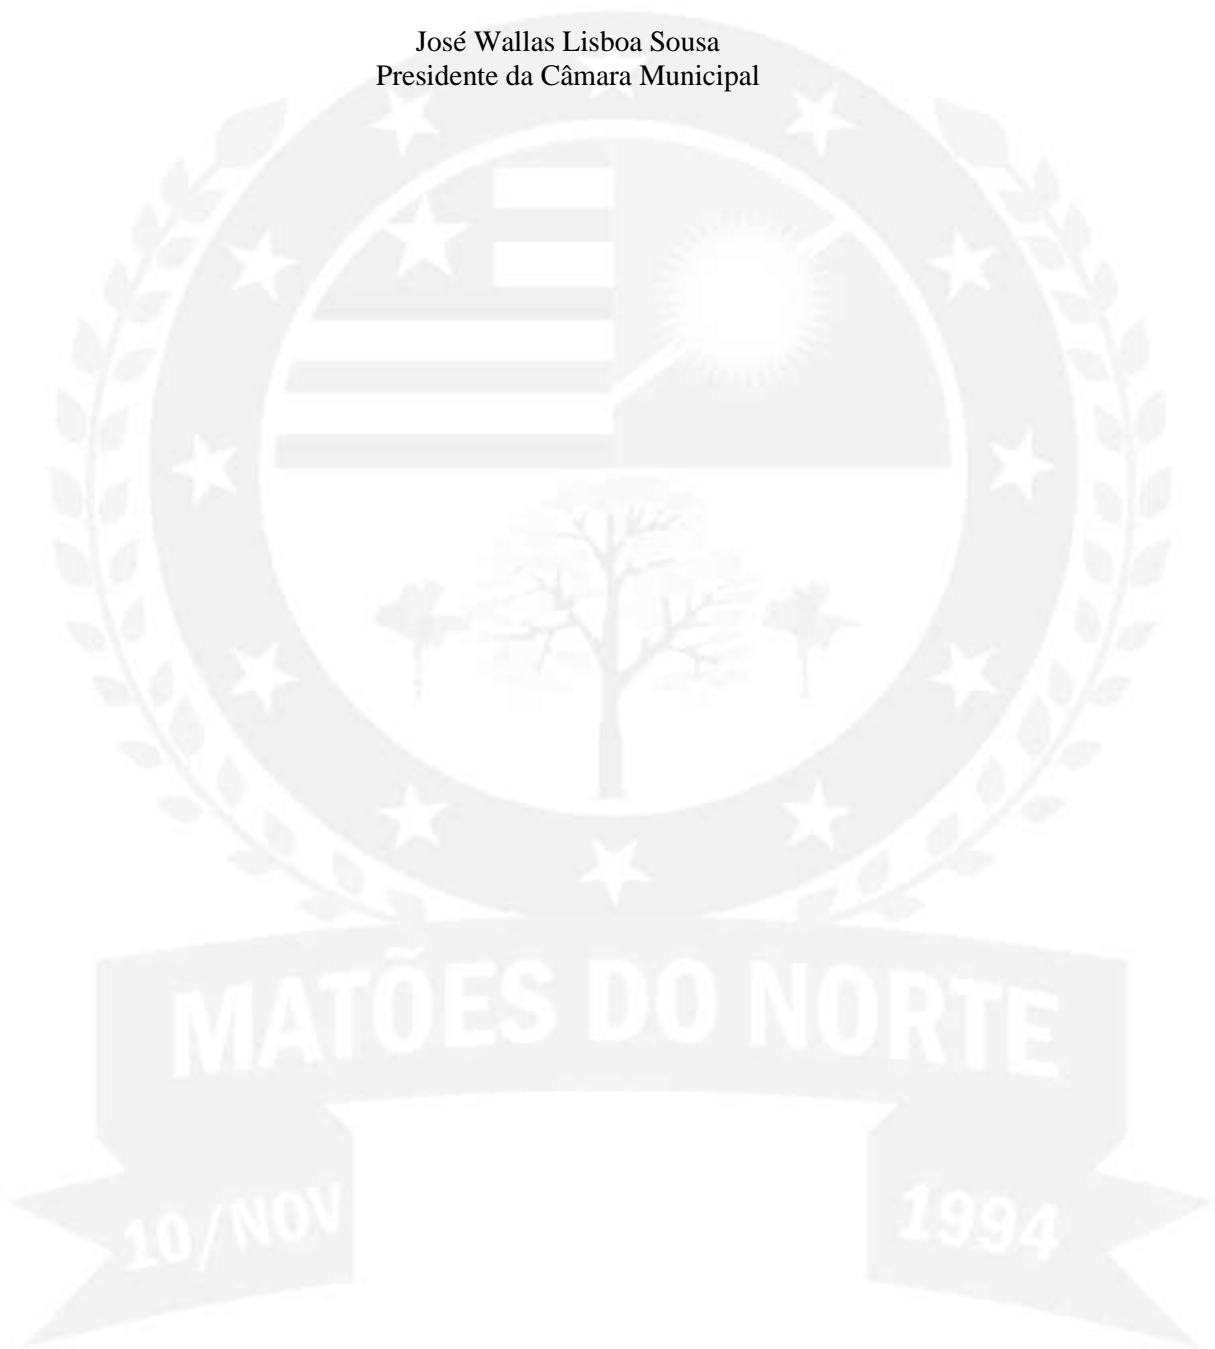 José Wallas Lisboa Sousa
Presidente da Câmara Municipal
MATÕES DO NORTE
10/NOV
1994